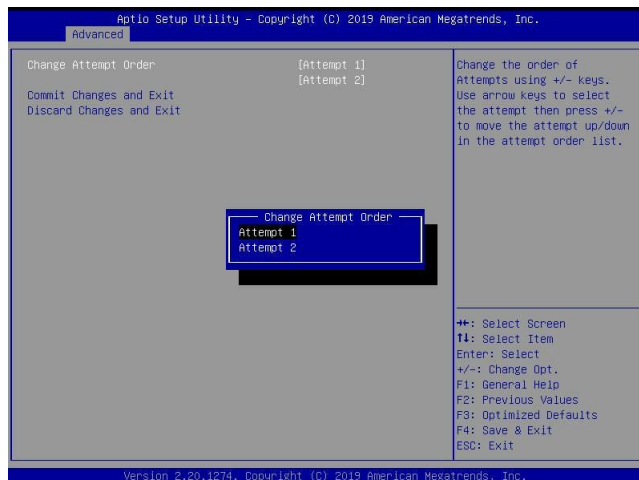 Aptio Setup Utility – Copyright (C) 2019 American Megatrends, Inc.
Advanced
Change Attempt Order [Attempt 1]
[Attempt 2]
Commit Changes and Exit
Discard Changes and Exit
Change the order of
Attempts using +/- keys.
Use arrow keys to select
the attempt then press +/-
to move the attempt up/down
in the attempt order list.
Change Attempt Order
Attempt 1
Attempt 2
→←: Select Screen
↑↓: Select Item
Enter: Select
+/-: Change Opt.
F1: General Help
F2: Previous Values
F3: Optimized Defaults
F4: Save & Exit
ESC: Exit
Version 2.20.1274. Copyright (C) 2019 American Megatrends, Inc.